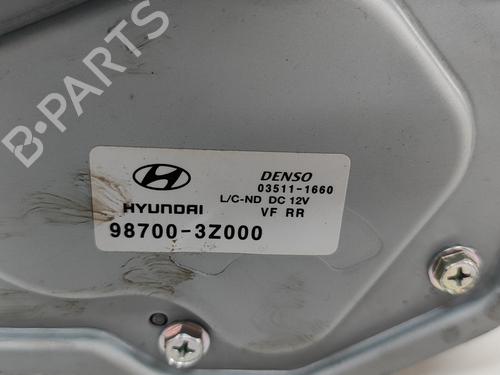 B-PARTS
DENSO
03511-1660
L/C-ND DC 12V
HYUNDAI VF RR
98700-3Z000